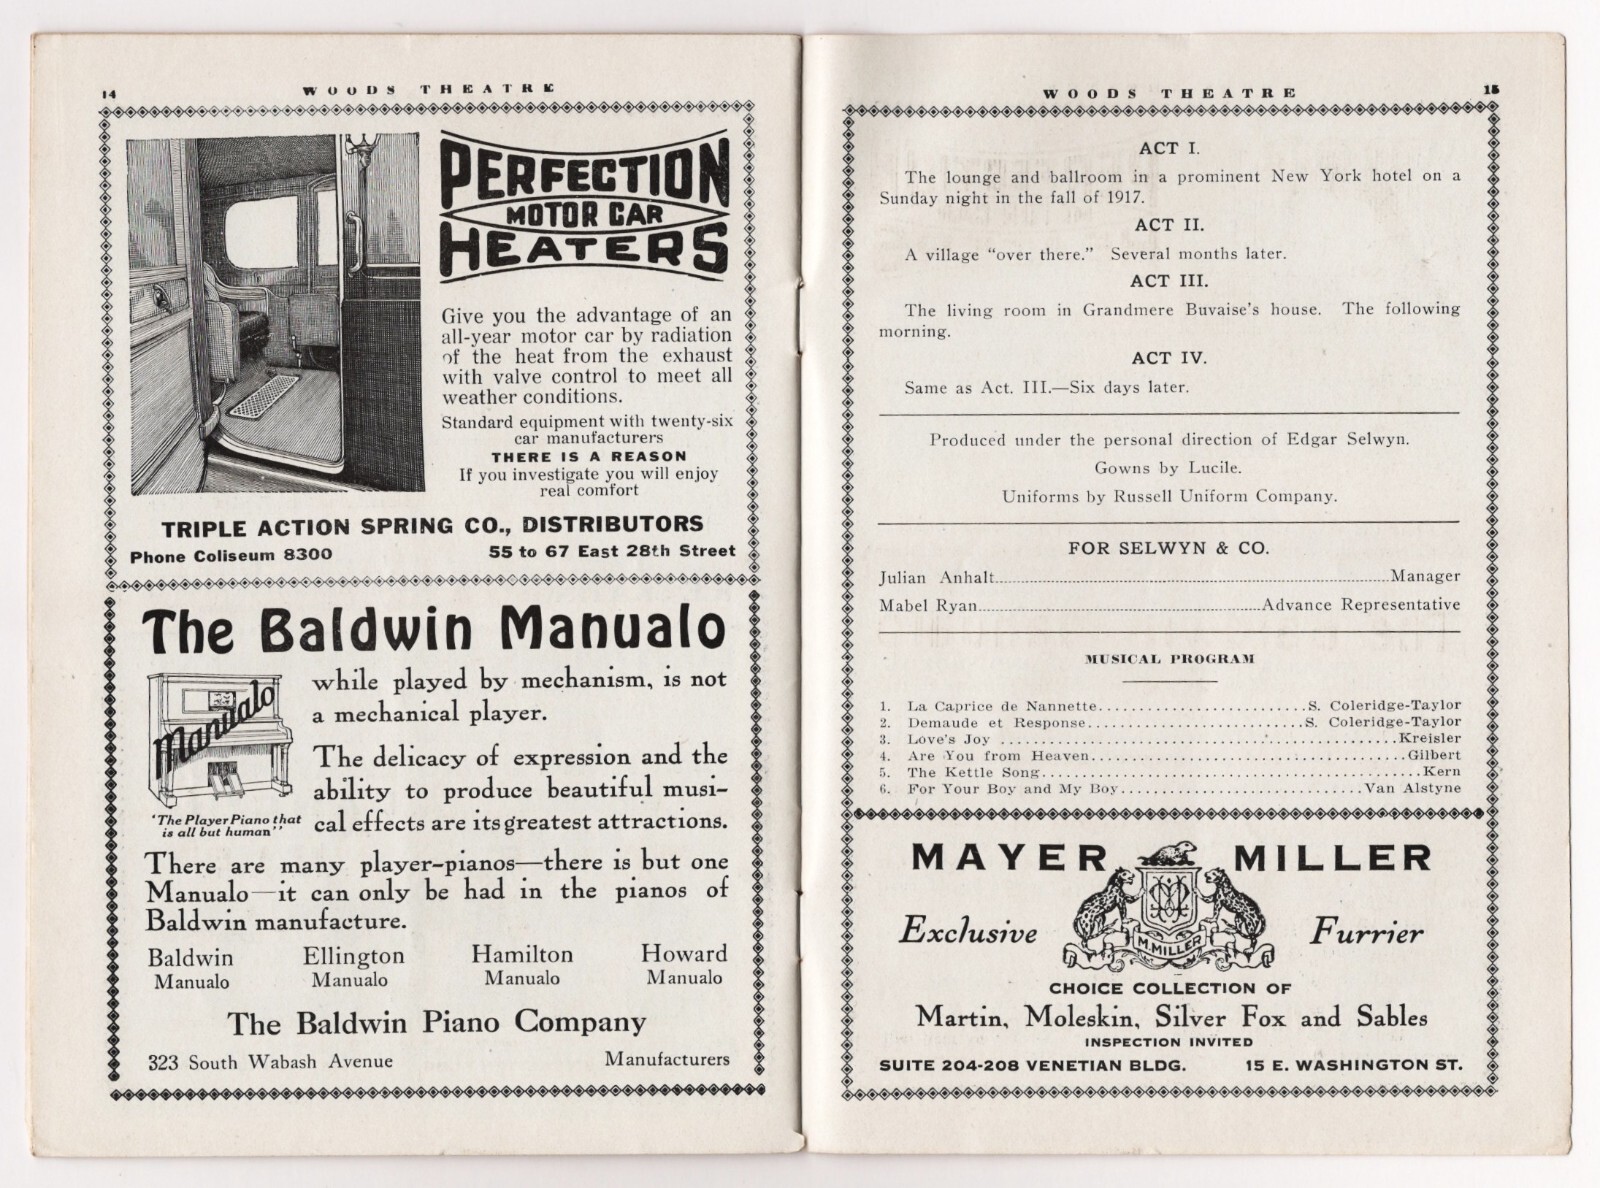 14
WOODS THEATRE
PERFECTION
MOTOR CAR
HEATERS
Give you the advantage of an
all-year motor car by radiation
of the heat from the exhaust
with valve control to meet all
weather conditions.
Standard equipment with twenty-six
car manufacturers
THERE IS A REASON
If you investigate you will enjoy
real comfort
TRIPLE ACTION SPRING CO., DISTRIBUTORS
Phone Coliseum 8300 55 to 67 East 28th Street
The Baldwin Manualo
Manualo
"The Player Piano that
is all but human"
while played by mechanism, is not
a mechanical player.
The delicacy of expression and the
ability to produce beautiful musi-
cal effects are its greatest attractions.
There are many player-pianos—there is but one
Manualo—it can only be had in the pianos of
Baldwin manufacture.
Baldwin Ellington Hamilton Howard
Manualo Manualo Manualo Manualo
The Baldwin Piano Company
323 South Wabash Avenue Manufacturers
WOODS THEATRE
15
ACT I.
The lounge and ballroom in a prominent New York hotel on a
Sunday night in the fall of 1917.
ACT II.
A village "over there." Several months later.
ACT III.
The living room in Grandmere Buvaise's house. The following
morning.
ACT IV.
Same as Act. III.—Six days later.
Produced under the personal direction of Edgar Selwyn.
Gowns by Lucile.
Uniforms by Russell Uniform Company.
FOR SELWYN & CO.
Julian Anhalt........Manager
Mabel Ryan........Advance Representative
MUSICAL PROGRAM
1. La Caprice de Nannette........S. Coleridge-Taylor
2. Demaude et Response........S. Coleridge-Taylor
3. Love's Joy ........Kreisler
4. Are You from Heaven........Gilbert
5. The Kettle Song........Kern
6. For Your Boy and My Boy........Van Alstyne
MAYER MILLER
Exclusive Furrier
M. MILLER
CHOICE COLLECTION OF
Martin, Moleskin, Silver Fox and Sables
INSPECTION INVITED
SUITE 204-208 VENETIAN BLDG. 15 E. WASHINGTON ST.